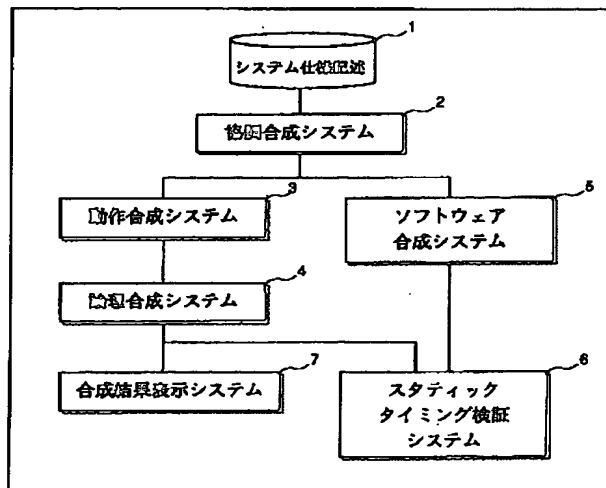 1
システム仕様記述
2
協調合成システム
3
動作合成システム
5
ソフトウェア
合成システム
4
論理合成システム
7
合成結果表示システム
6
スタティック
タイミング検証
システム